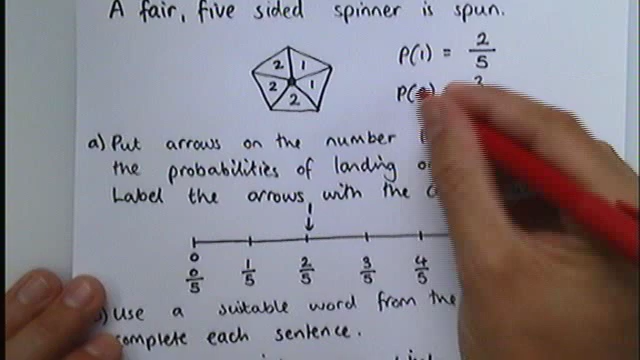 A fair, five sided spinner is spun.
2 1
2 1
2
P(1) = 2/5
P(
a) Put arrows on the number
the probabilities of landing
Label the arrows with the
1
0
0/5 1/5 2/5 3/5 4/5
Use a suitable word from the
complete each sentence.